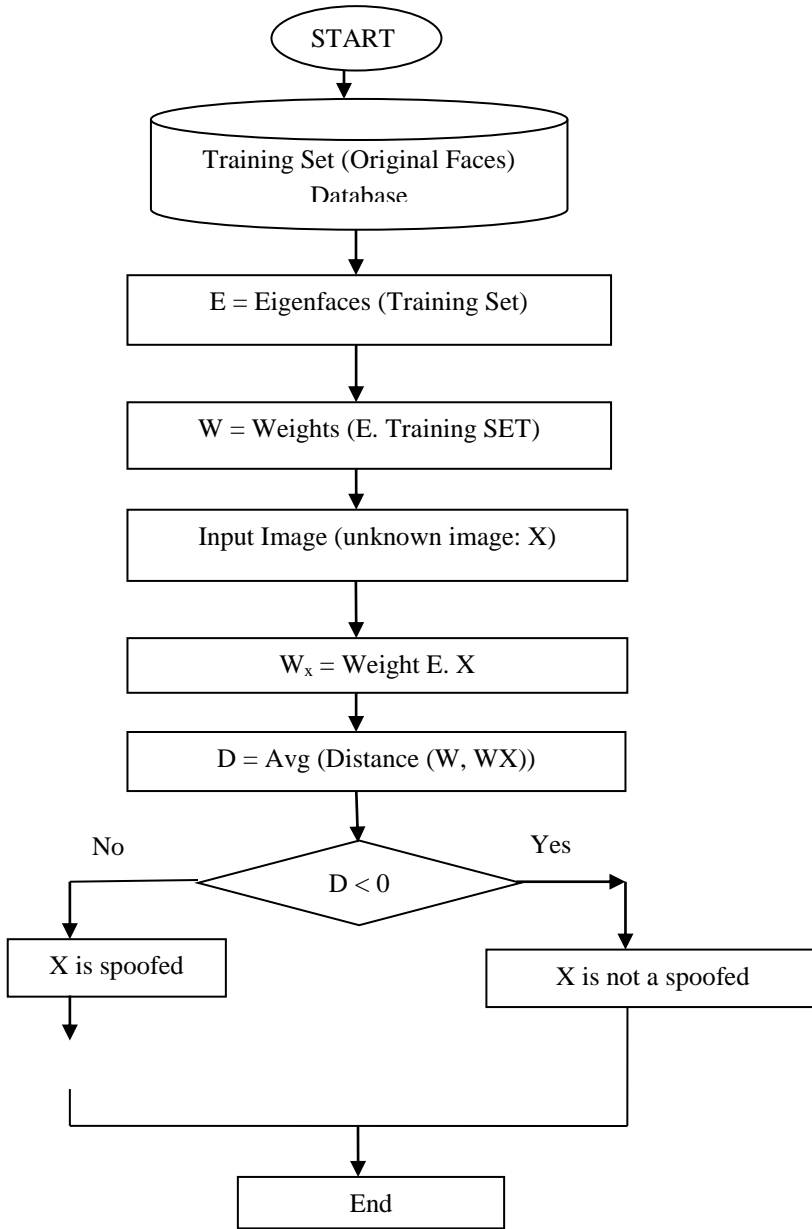 START
Training Set (Original Faces)
Database
E = Eigenfaces (Training Set)
W = Weights (E. Training SET)
Input Image (unknown image: X)
Wₓ = Weight E. X
D = Avg (Distance (W, WX))
No
Yes
D < 0
X is spoofed
X is not a spoofed
End